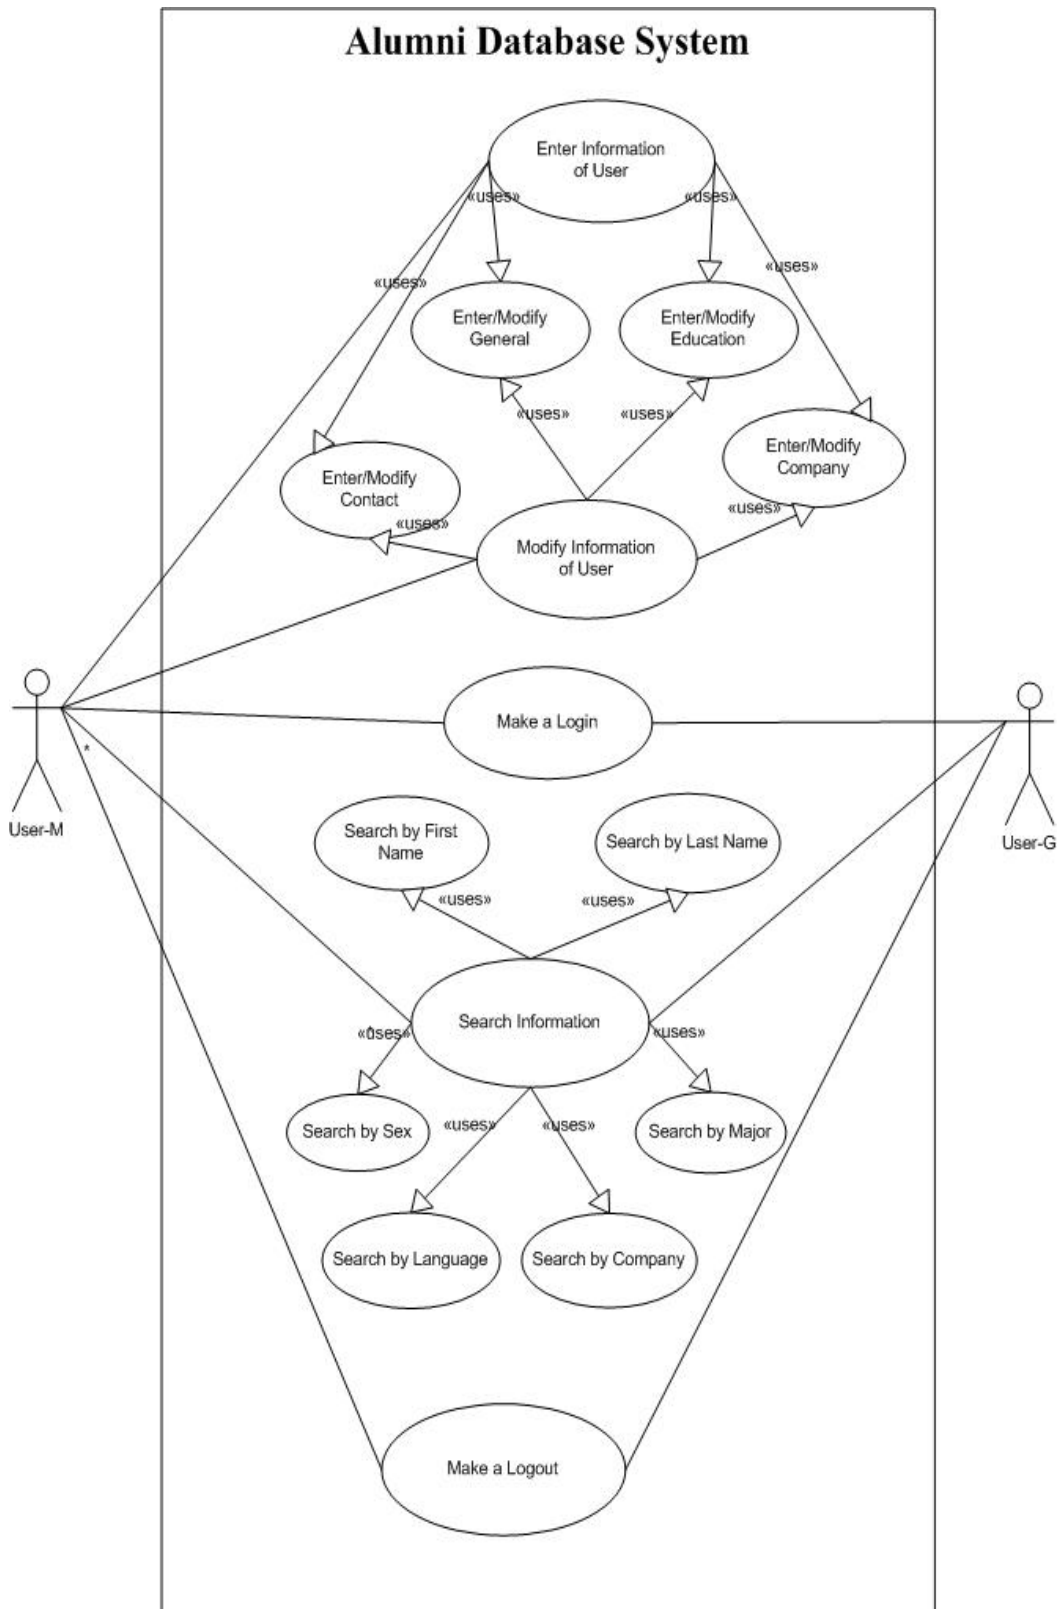 Alumni Database System
Enter Information
of User
«uses»
«uses»
«uses»
«uses»
Enter/Modify
General
Enter/Modify
Education
«uses»
«uses»
Enter/Modify
Company
Enter/Modify
Contact
«uses»
«uses»
Modify Information
of User
Make a Login
*
User-M
User-G
Search by First
Name
Search by Last Name
«uses»
«uses»
Search Information
*
«uses»
«uses»
Search by Sex
«uses»
«uses»
Search by Major
Search by Language
Search by Company
Make a Logout